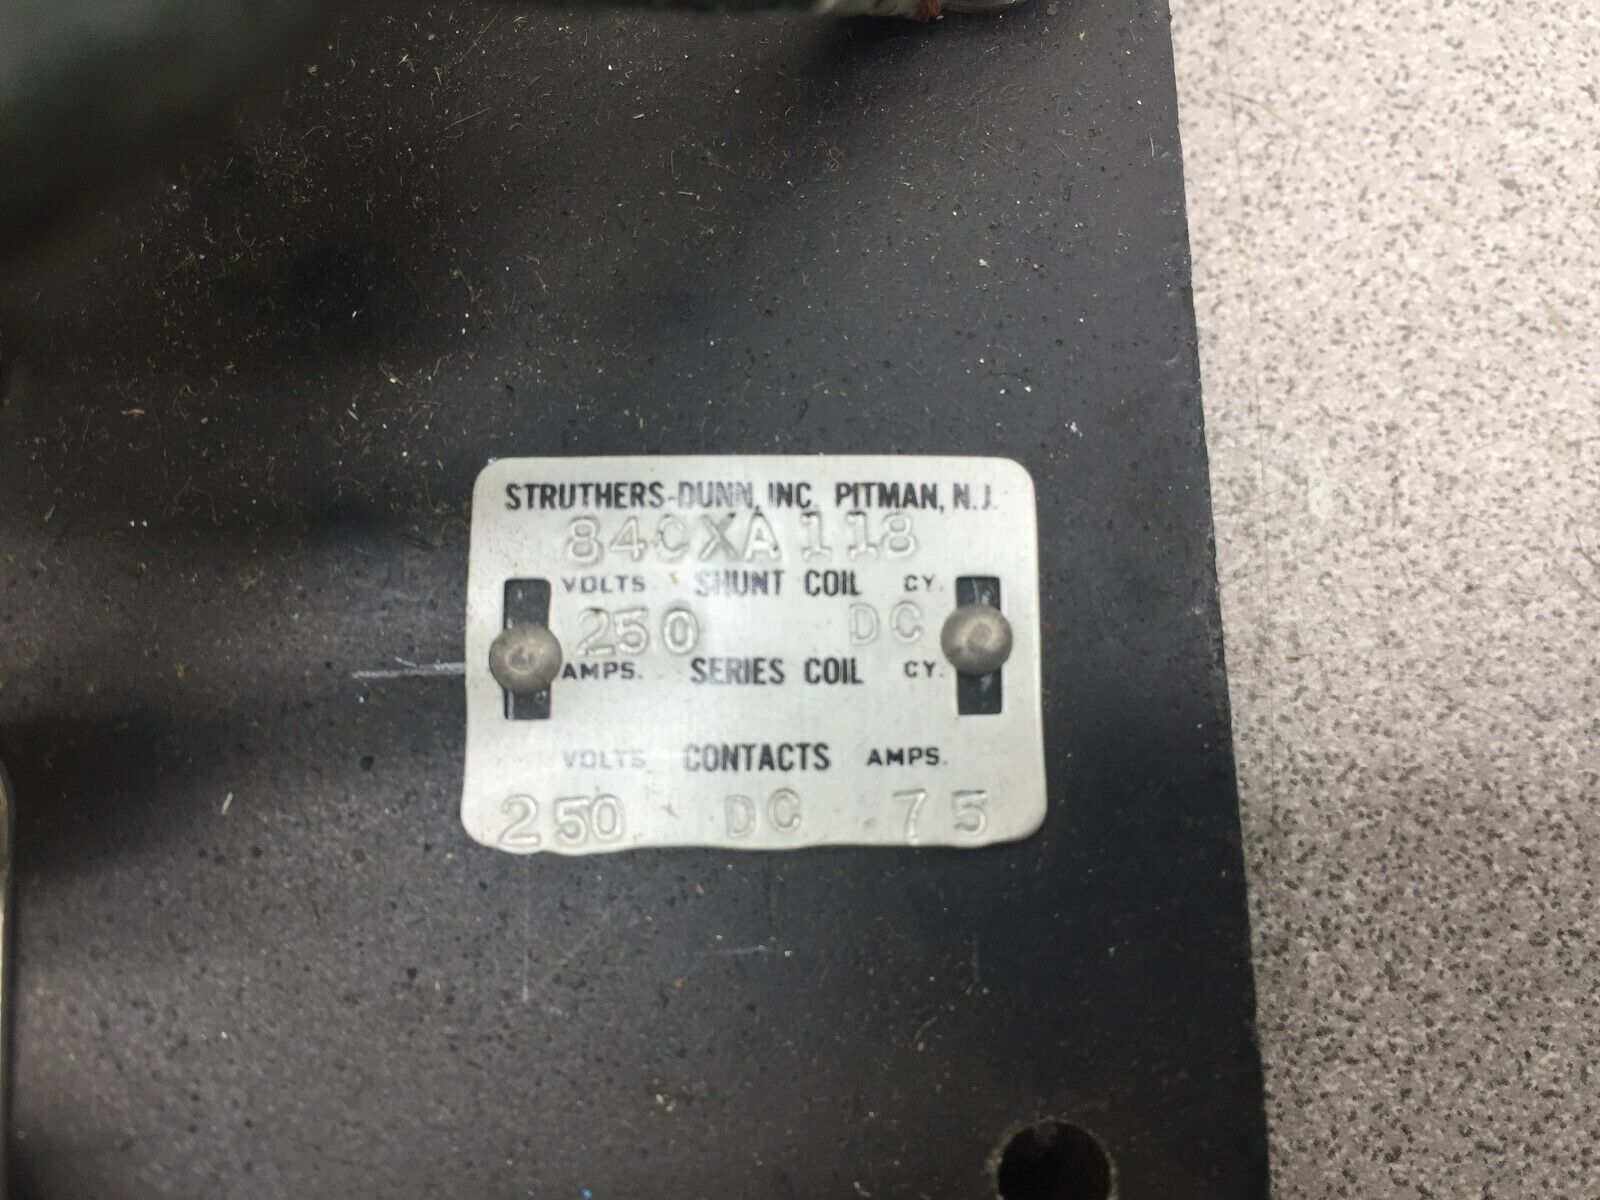 STRUTHERS-DUNN, INC. PITMAN, N.J.
84CXA118
VOLTS SHUNT COIL CY.
250 DC
AMPS. SERIES COIL CY.
VOLTS CONTACTS AMPS.
250 DC .75